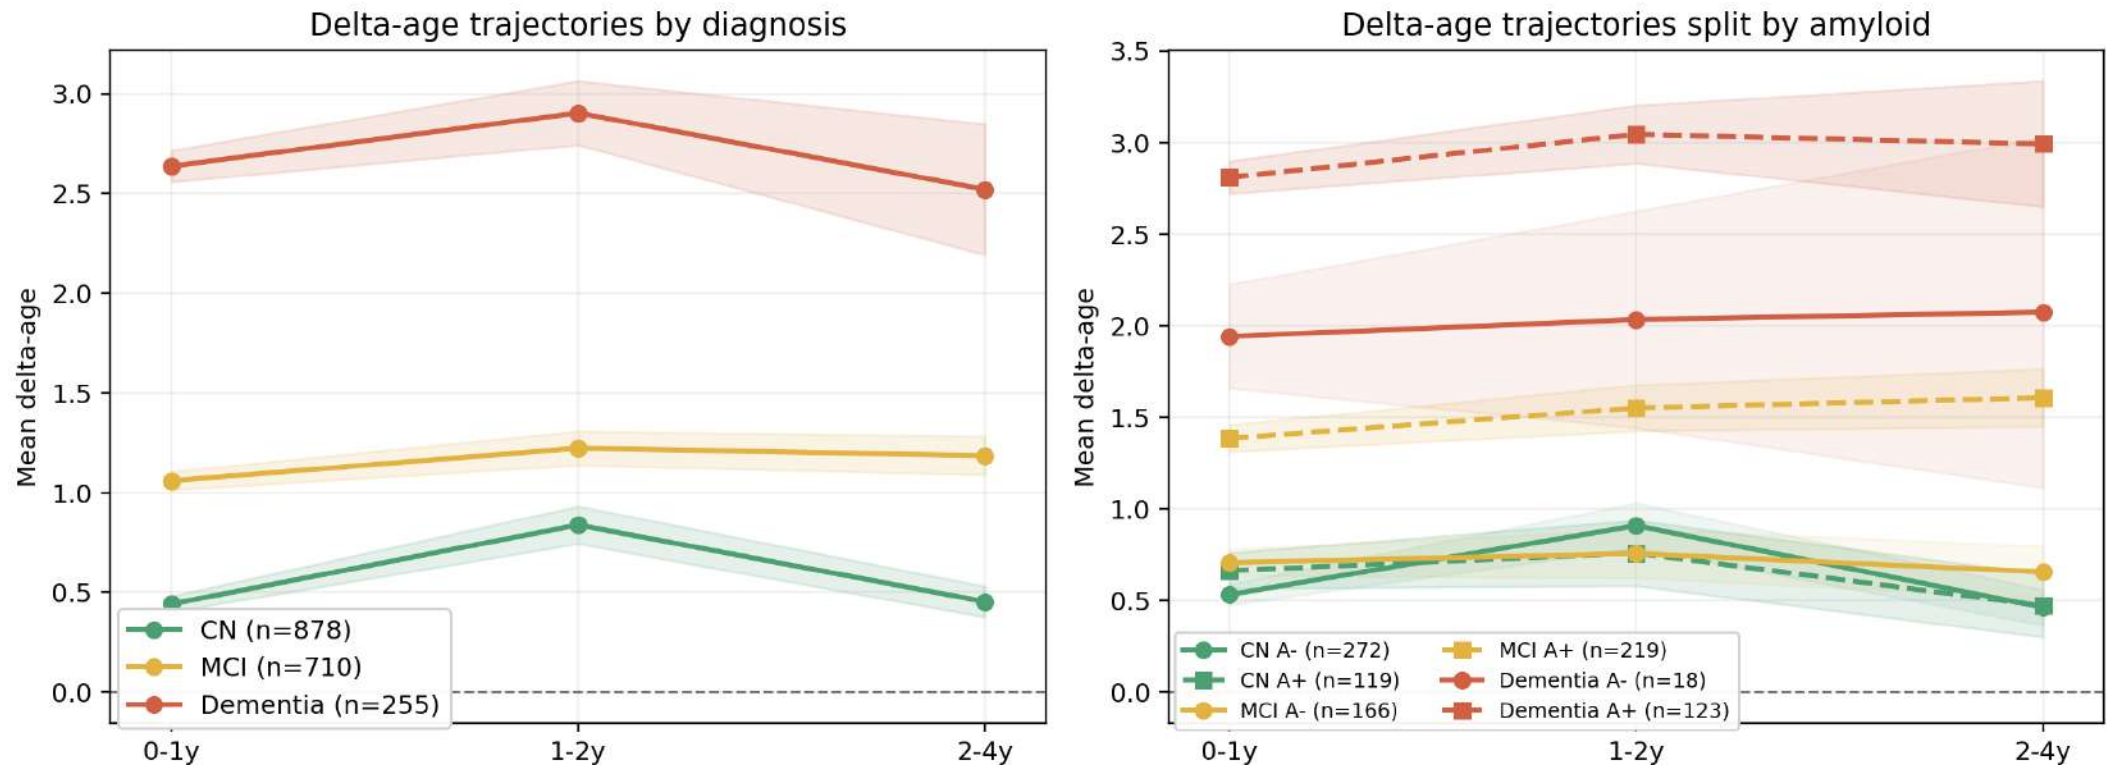 Delta-age trajectories by diagnosis
Mean delta-age
3.0
2.5
2.0
1.5
1.0
0.5
0.0
CN (n=878)
MCI (n=710)
Dementia (n=255)
0-1y
1-2y
2-4y
Delta-age trajectories split by amyloid
Mean delta-age
3.5
3.0
2.5
2.0
1.5
1.0
0.5
0.0
CN A- (n=272)
CN A+ (n=119)
MCI A- (n=166)
MCI A+ (n=219)
Dementia A- (n=18)
Dementia A+ (n=123)
0-1y
1-2y
2-4y